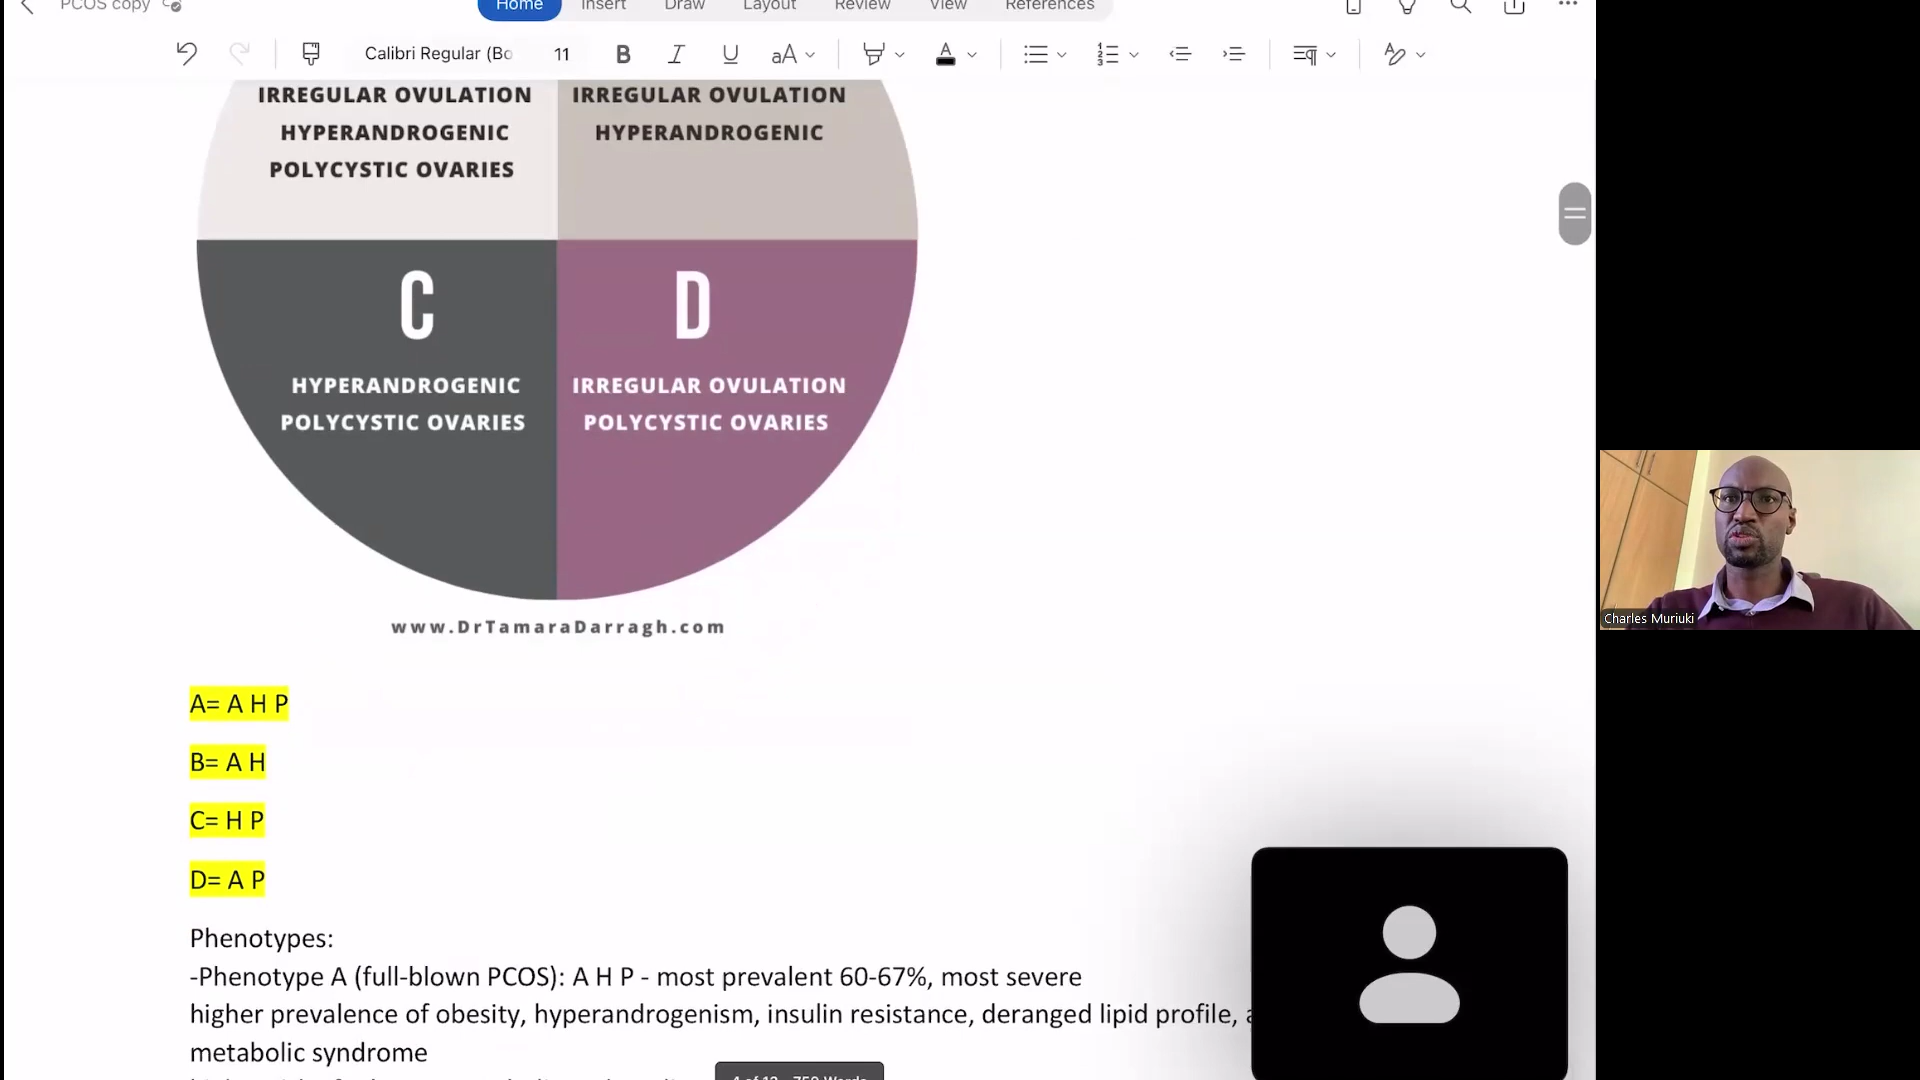 PCOS copy
Home Insert Draw Layout Review View References
Calibri Regular (Bo 11 B I U aA A
IRREGULAR OVULATION
HYPERANDROGENIC
POLYCYSTIC OVARIES
IRREGULAR OVULATION
HYPERANDROGENIC
C
HYPERANDROGENIC
POLYCYSTIC OVARIES
D
IRREGULAR OVULATION
POLYCYSTIC OVARIES
www.DrTamaraDarragh.com
Charles Muriuki
A= A H P
B= A H
C= H P
D= A P
Phenotypes:
-Phenotype A (full-blown PCOS): A H P - most prevalent 60-67%, most severe
higher prevalence of obesity, hyperandrogenism, insulin resistance, deranged lipid profile,
metabolic syndrome